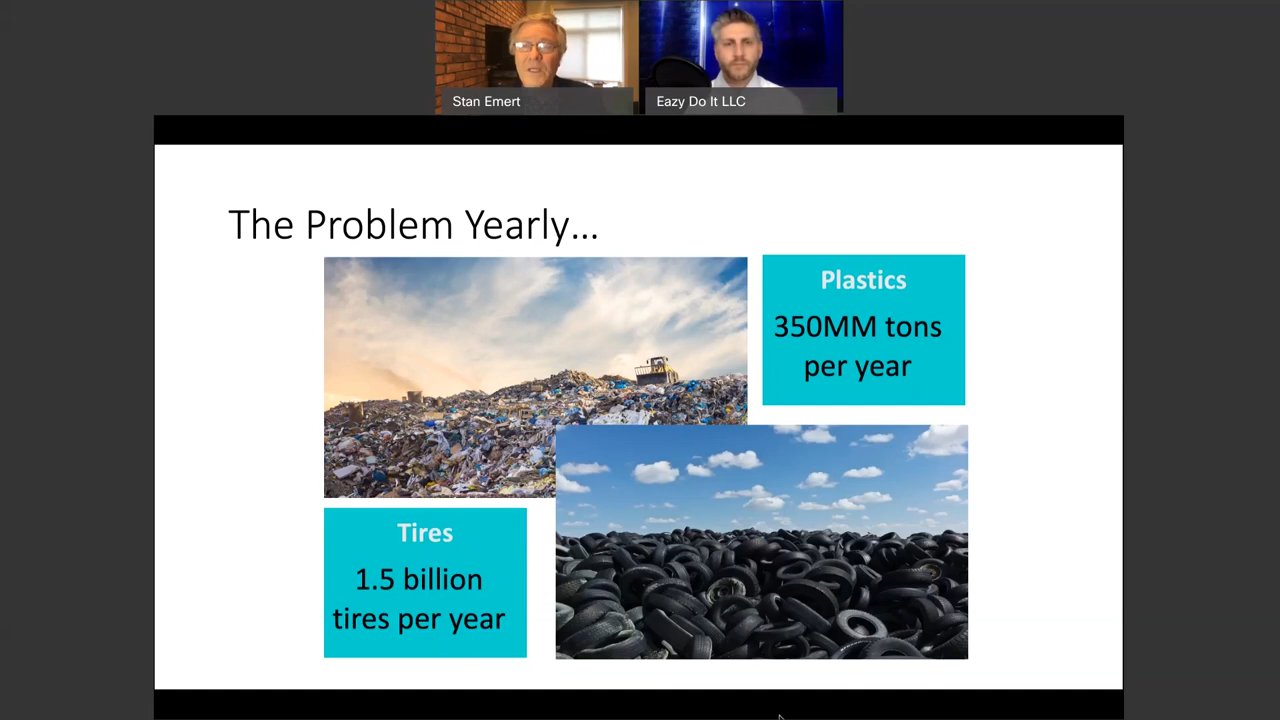 Stan Emert
Eazy Do It LLC
The Problem Yearly...
Plastics
350MM tons
per year
Tires
1.5 billion
tires per year